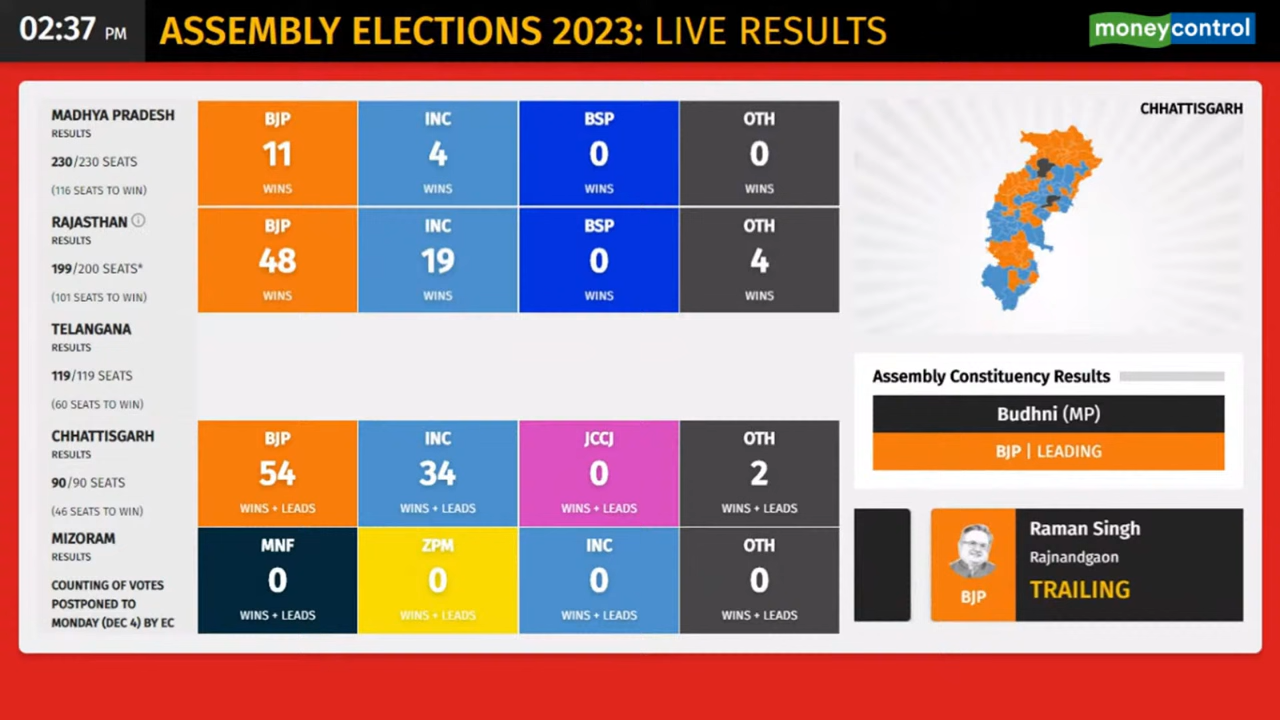 02:37 PM
ASSEMBLY ELECTIONS 2023: LIVE RESULTS
moneycontrol
MADHYA PRADESH
RESULTS
230/230 SEATS
(116 SEATS TO WIN)
BJP
11
WINS
INC
4
WINS
BSP
0
WINS
OTH
0
WINS
RAJASTHAN
RESULTS
199/200 SEATS*
(101 SEATS TO WIN)
BJP
48
WINS
INC
19
WINS
BSP
0
WINS
OTH
4
WINS
TELANGANA
RESULTS
119/119 SEATS
(60 SEATS TO WIN)
CHHATTISGARH
RESULTS
90/90 SEATS
(46 SEATS TO WIN)
BJP
54
WINS + LEADS
INC
34
WINS + LEADS
JCCJ
0
WINS + LEADS
OTH
2
WINS + LEADS
MIZORAM
RESULTS
COUNTING OF VOTES
POSTPONED TO
MONDAY (DEC 4) BY EC
MNF
0
WINS + LEADS
ZPM
0
WINS + LEADS
INC
0
WINS + LEADS
OTH
0
WINS + LEADS
CHHATTISGARH
Assembly Constituency Results
Budhni (MP)
BJP | LEADING
BJP
Raman Singh
Rajnandgaon
TRAILING